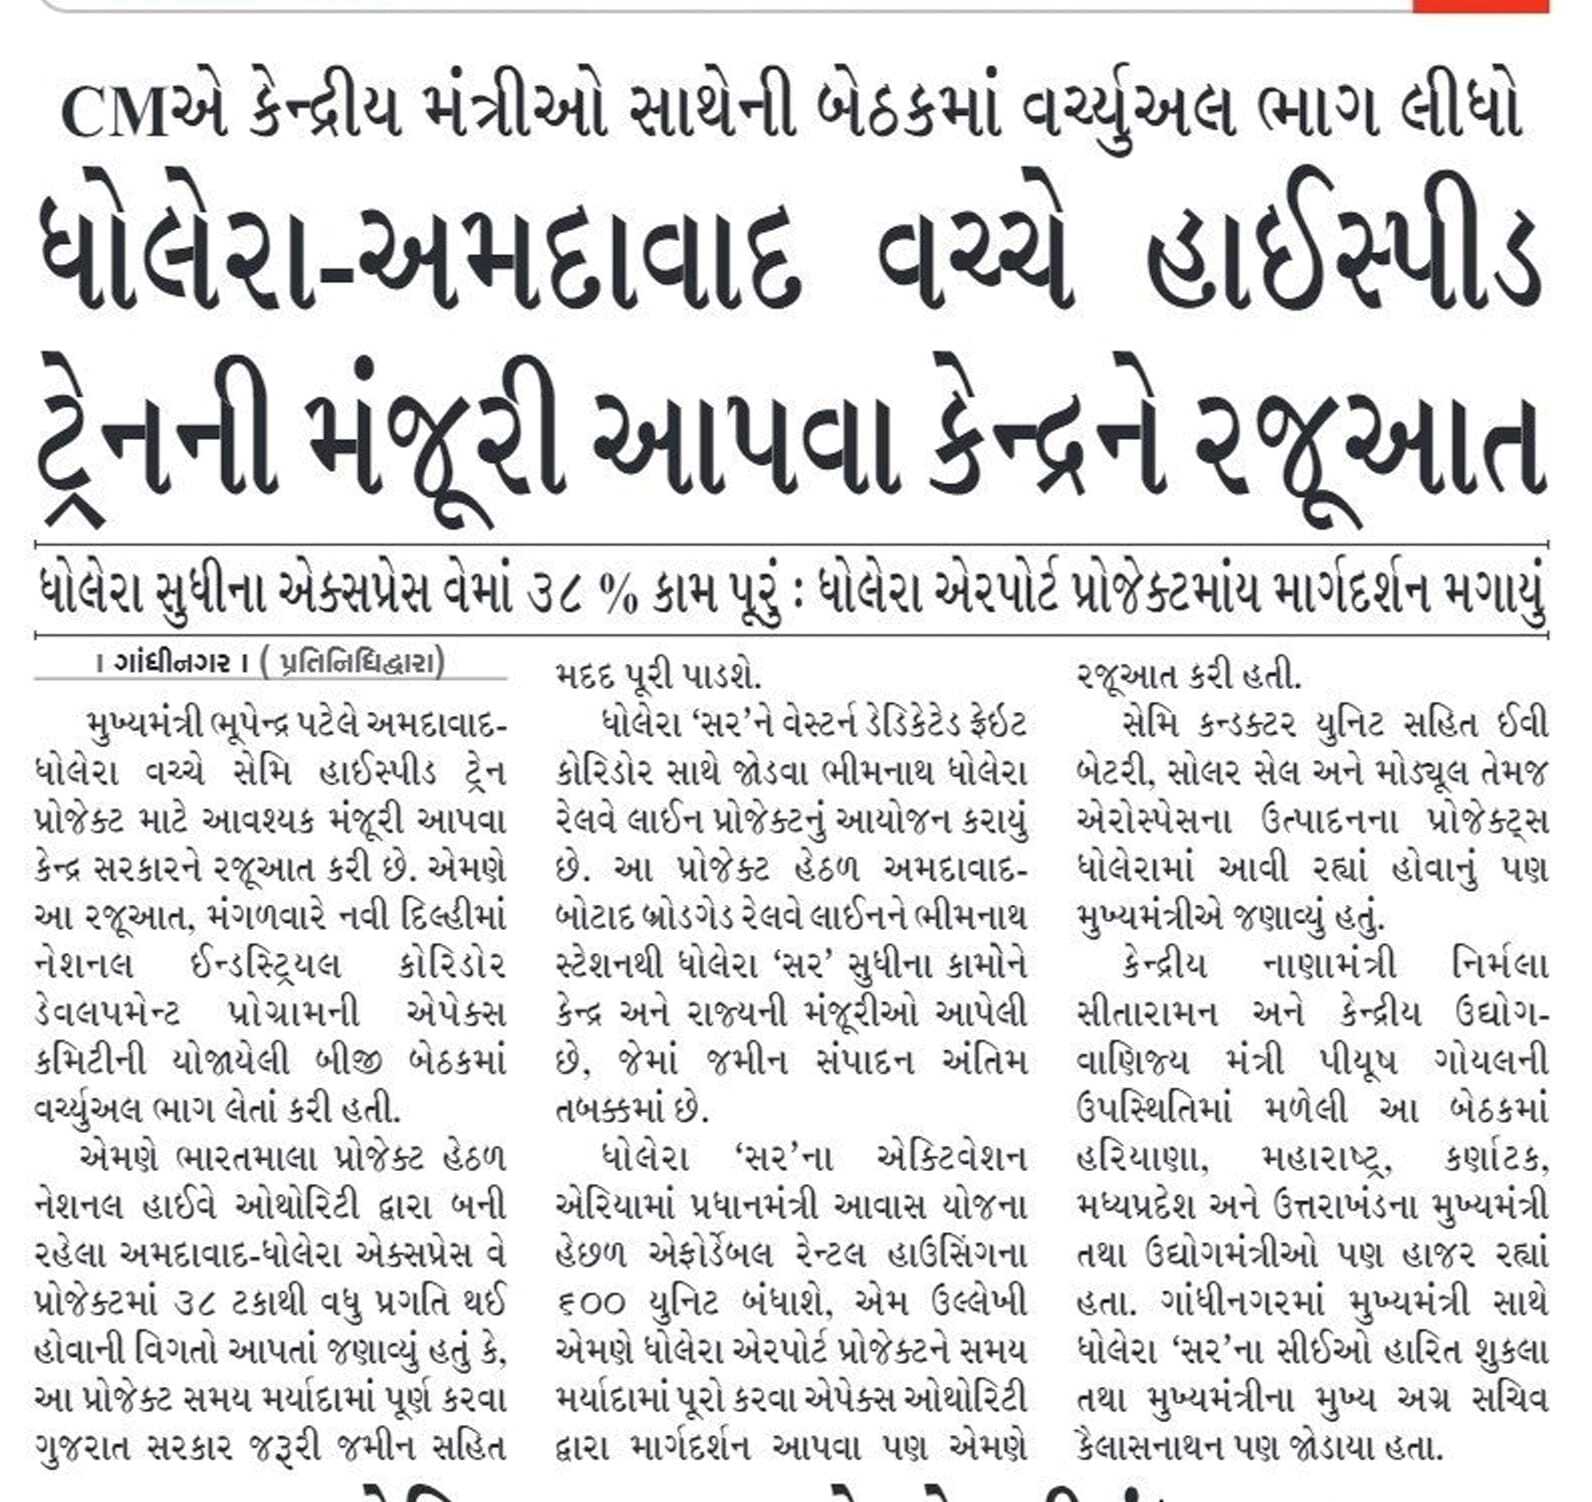 CMએ કેન્દ્રીય મંત્રીઓ સાથેની બેઠકમાં વર્ચ્યુઅલ ભાગ લીધો
ધોલેરા-અમદાવાદ વચ્ચે હાઈસ્પીડ
ટ્રેનની મંજૂરી આપવા કેન્દ્રને રજૂઆત
ધોલેરા સુધીના એક્સપ્રેસ વેમાં ૩૮ % કામ પૂરું : ધોલેરા એરપોર્ટ પ્રોજેક્ટમાંય માર્ગદર્શન મગાયું
। ગાંધીનગર । ( પ્રતિનિધિદ્વારા)
મુખ્યમંત્રી ભૂપેન્દ્ર પટેલે અમદાવાદ-
ધોલેરા વચ્ચે સેમિ હાઈસ્પીડ ટ્રેન
પ્રોજેક્ટ માટે આવશ્યક મંજૂરી આપવા
કેન્દ્ર સરકારને રજૂઆત કરી છે. એમણે
આ રજૂઆત, મંગળવારે નવી દિલ્હીમાં
નેશનલ ઈન્ડસ્ટ્રિયલ કોરિડોર
ડેવલપમેન્ટ પ્રોગ્રામની એપેક્સ
કમિટીની યોજાયેલી બીજી બેઠકમાં
વર્ચ્યુઅલ ભાગ લેતાં કરી હતી.
એમણે ભારતમાલા પ્રોજેક્ટ હેઠળ
નેશનલ હાઈવે ઓથોરિટી દ્વારા બની
રહેલા અમદાવાદ-ધોલેરા એક્સપ્રેસ વે
પ્રોજેક્ટમાં ૩૮ ટકાથી વધુ પ્રગતિ થઈ
હોવાની વિગતો આપતાં જણાવ્યું હતું કે,
આ પ્રોજેક્ટ સમય મર્યાદામાં પૂર્ણ કરવા
ગુજરાત સરકાર જરૂરી જમીન સહિત
મદદ પૂરી પાડશે.
ધોલેરા ‘સર’ને વેસ્ટર્ન ડેડિકેટેડ ફ્રેઇટ
કોરિડોર સાથે જોડવા ભીમનાથ ધોલેરા
રેલવે લાઈન પ્રોજેક્ટનું આયોજન કરાયું
છે. આ પ્રોજેક્ટ હેઠળ અમદાવાદ-
બોટાદ બ્રોડગેડ રેલવે લાઈનને ભીમનાથ
સ્ટેશનથી ધોલેરા ‘સર’ સુધીના કામોને
કેન્દ્ર અને રાજ્યની મંજૂરીઓ આપેલી
છે, જેમાં જમીન સંપાદન અંતિમ
તબક્કમાં છે.
ધોલેરા ‘સર’ના એક્ટિવેશન
એરિયામાં પ્રધાનમંત્રી આવાસ યોજના
હેછળ એફોર્ડેબલ રેન્ટલ હાઉસિંગના
૬૦૦ યુનિટ બંધાશે, એમ ઉલ્લેખી
એમણે ધોલેરા એરપોર્ટ પ્રોજેક્ટને સમય
મર્યાદામાં પૂરો કરવા એપેક્સ ઓથોરિટી
દ્વારા માર્ગદર્શન આપવા પણ એમણે
રજૂઆત કરી હતી.
સેમિ કન્ડક્ટર યુનિટ સહિત ઈવી
બેટરી, સોલર સેલ અને મોડ્યૂલ તેમજ
એરોસ્પેસના ઉત્પાદનના પ્રોજેક્ટ્સ
ધોલેરામાં આવી રહ્યાં હોવાનું પણ
મુખ્યમંત્રીએ જણાવ્યું હતું.
કેન્દ્રીય નાણામંત્રી નિર્મલા
સીતારામન અને કેન્દ્રીય ઉદ્યોગ-
વાણિજ્ય મંત્રી પીયૂષ ગોયલની
ઉપસ્થિતિમાં મળેલી આ બેઠકમાં
હરિયાણા, મહારાષ્ટ્ર, કર્ણાટક,
મધ્યપ્રદેશ અને ઉત્તરાખંડના મુખ્યમંત્રી
તથા ઉદ્યોગમંત્રીઓ પણ હાજર રહ્યાં
હતા. ગાંધીનગરમાં મુખ્યમંત્રી સાથે
ધોલેરા ‘સર’ના સીઈઓ હારિત શુકલા
તથા મુખ્યમંત્રીના મુખ્ય અગ્ર સચિવ
કૈલાસનાથન પણ જોડાયા હતા.